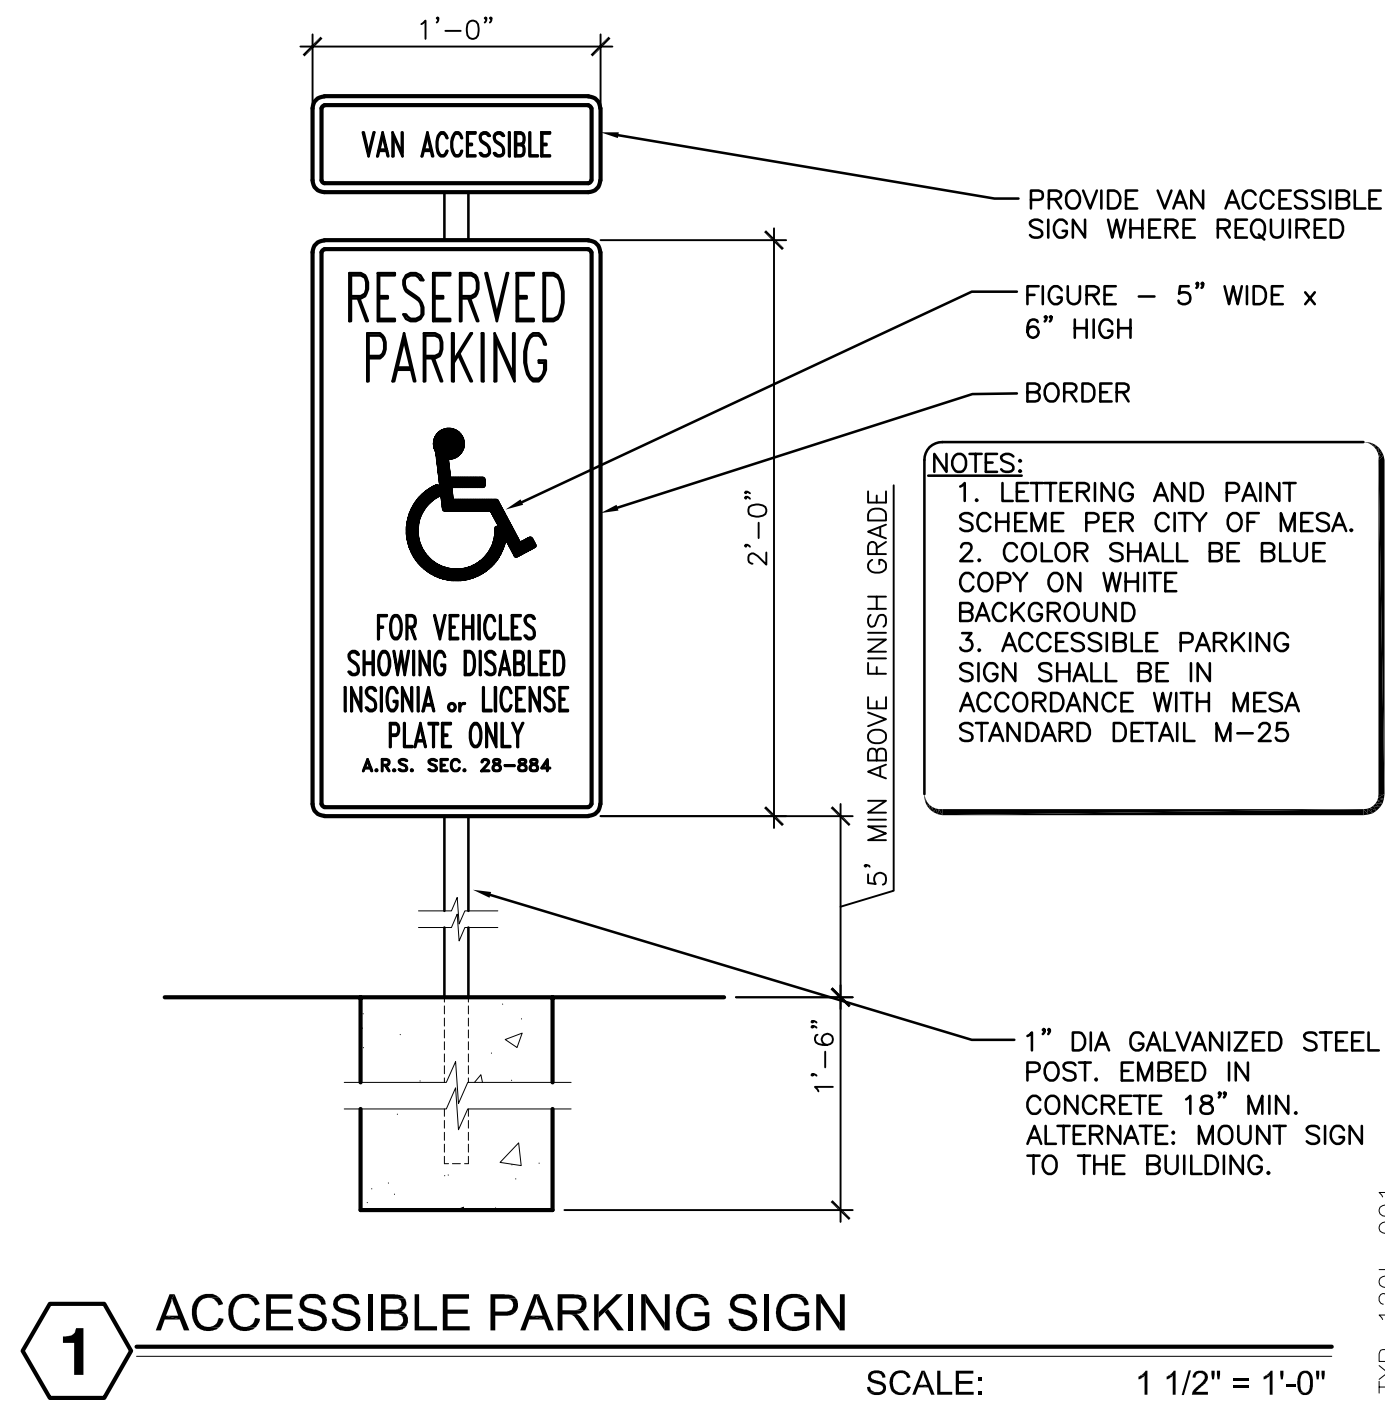 1'-0"
VAN ACCESSIBLE
PROVIDE VAN ACCESSIBLE
SIGN WHERE REQUIRED
RESERVED
PARKING
FIGURE - 5" WIDE x
6" HIGH
BORDER
2'-0"
FOR VEHICLES
SHOWING DISABLED
INSIGNIA or LICENSE
PLATE ONLY
A.R.S. SEC. 28-884
5' MIN ABOVE FINISH GRADE
NOTES:
1. LETTERING AND PAINT
SCHEME PER CITY OF MESA.
2. COLOR SHALL BE BLUE
COPY ON WHITE
BACKGROUND
3. ACCESSIBLE PARKING
SIGN SHALL BE IN
ACCORDANCE WITH MESA
STANDARD DETAIL M-25
1'-6"
1" DIA GALVANIZED STEEL
POST. EMBED IN
CONCRETE 18" MIN.
ALTERNATE: MOUNT SIGN
TO THE BUILDING.
1
ACCESSIBLE PARKING SIGN
SCALE: 1 1/2" = 1'-0"